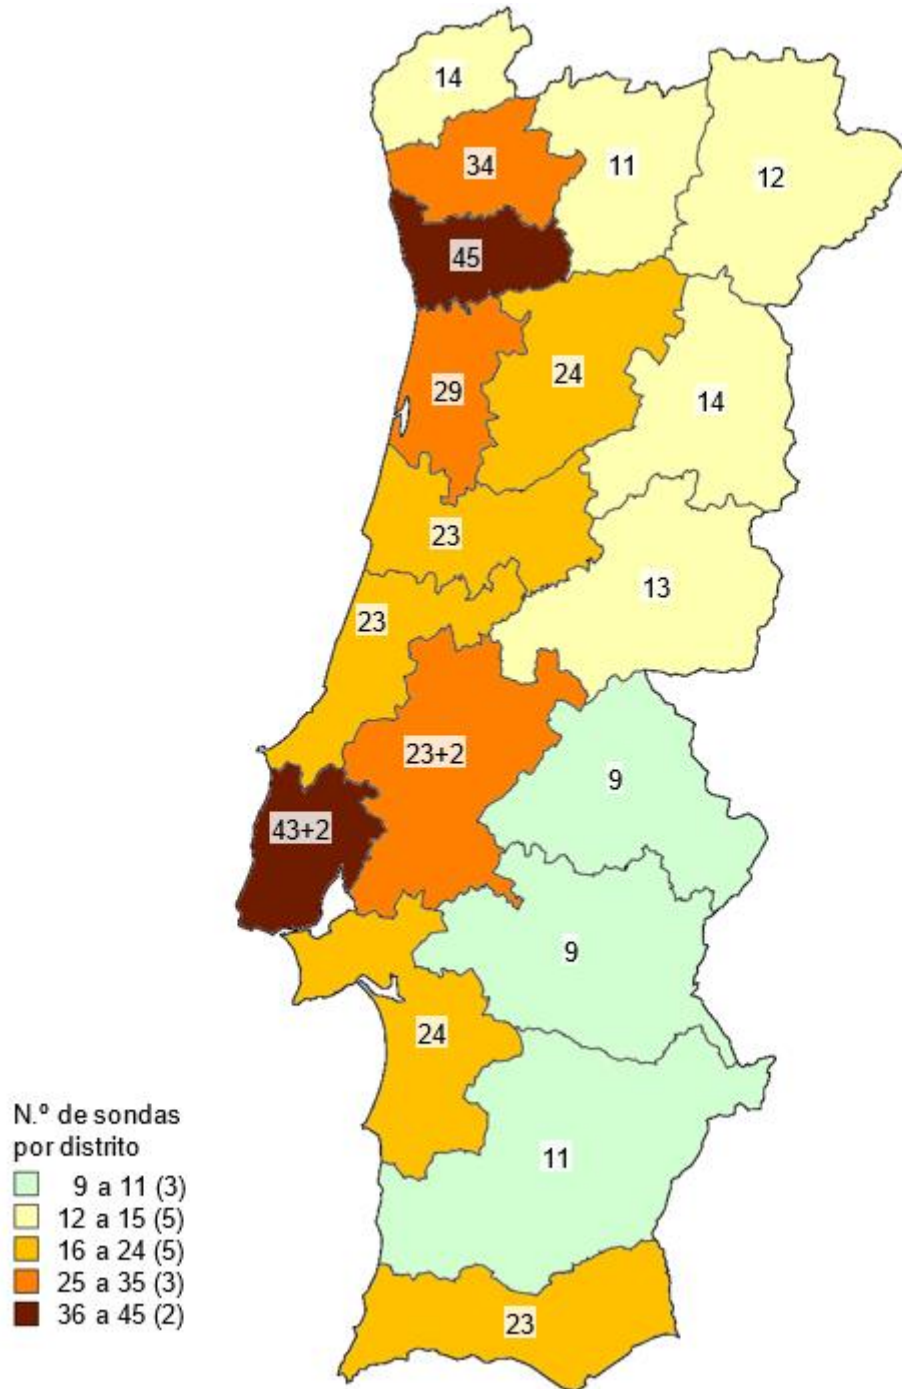 14
34
11
12
45
29
24
14
23
13
23
23+2
9
43+2
9
24
11
23
N.º de sondas
por distrito
9 a 11 (3)
12 a 15 (5)
16 a 24 (5)
25 a 35 (3)
36 a 45 (2)